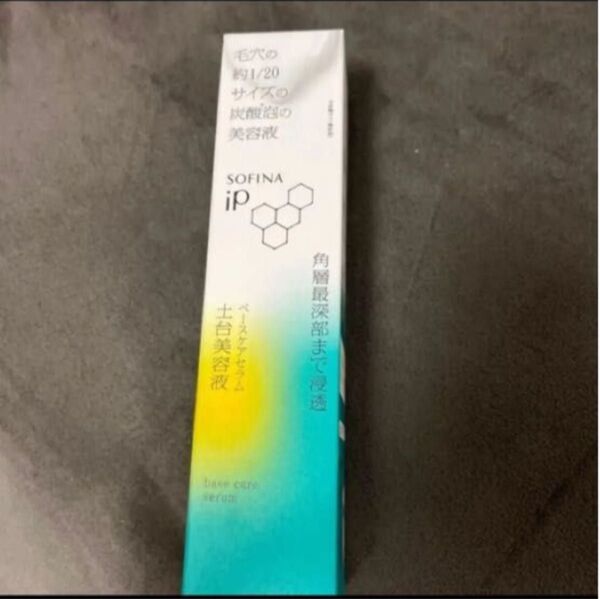 毛穴の
約1/20
サイズの
炭酸泡の
美容液
SOFINA
iP
角層最深部まで浸透
ベースケアセラム
土台美容液
base care
serum